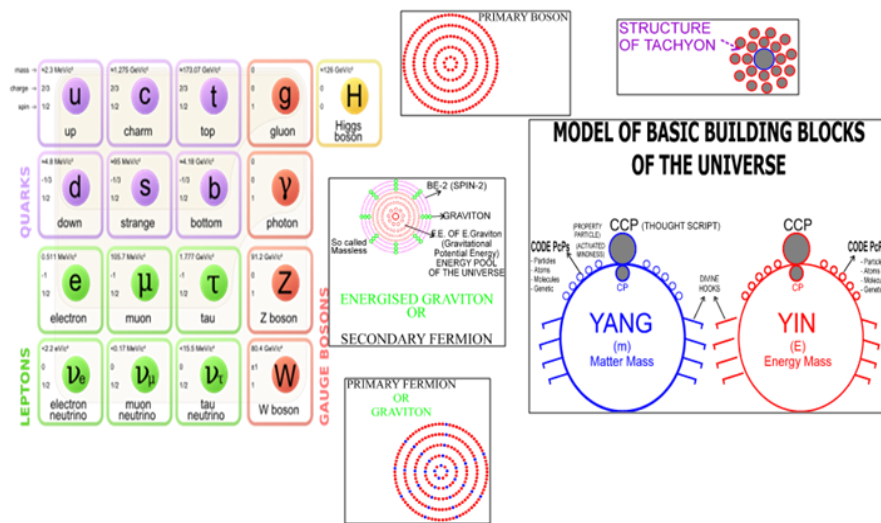 mass →
charge →
spin →
≈2.3 MeV/c²
2/3
1/2
u
up
≈1.275 GeV/c²
2/3
1/2
c
charm
≈173.07 GeV/c²
2/3
1/2
t
top
0
0
1
g
gluon
≈126 GeV/c²
0
0
H
Higgs
boson
QUARKS
≈4.8 MeV/c²
-1/3
1/2
d
down
≈95 MeV/c²
-1/3
1/2
s
strange
≈4.18 GeV/c²
-1/3
1/2
b
bottom
0
0
1
γ
photon
0.511 MeV/c²
-1
1/2
e
electron
105.7 MeV/c²
-1
1/2
μ
muon
1.777 GeV/c²
-1
1/2
τ
tau
91.2 GeV/c²
0
1
Z
Z boson
LEPTONS
<2.2 eV/c²
0
1/2
νe
electron
neutrino
<0.17 MeV/c²
0
1/2
νμ
muon
neutrino
<15.5 MeV/c²
0
1/2
ντ
tau
neutrino
80.4 GeV/c²
±1
1
W
W boson
GAUGE BOSONS
PRIMARY BOSON
BE-2 (SPIN-2)
GRAVITON
So called
Massless
F.E. OF E.Graviton
(Gravitational
Potential Energy)
ENERGY POOL
OF THE UNIVERSE
ENERGISED GRAVITON
OR
SECONDARY FERMION
PRIMARY FERMION
OR
GRAVITON
STRUCTURE
OF TACHYON
MODEL OF BASIC BUILDING BLOCKS
OF THE UNIVERSE
CCP (THOUGHT SCRIPT)
CCP
(PROPERTY
PARTICLE)
(ACTIVATED
MINDNESS)
CODE PoPs
- Particles
- Atoms
- Molecules
- Genetic
CP
DIVINE
HOOKS
CP
CODE P
- Particle
- Atoms
- Molecu
- Genetic
YANG
(m)
Matter Mass
YIN
(E)
Energy Mass